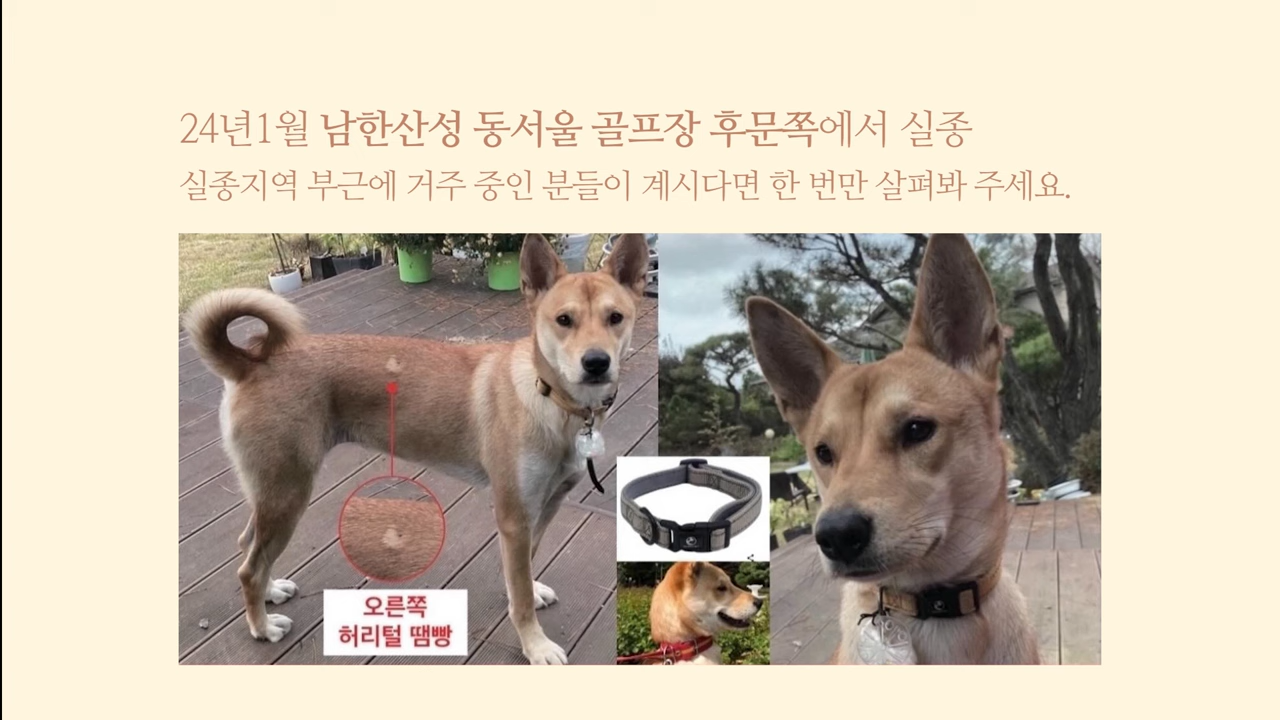 24년1월 남한산성 동서울 골프장 후문쪽에서 실종
실종지역 부근에 거주 중인 분들이 계시다면 한 번만 살펴봐 주세요.
오른쪽
허리털 땜빵